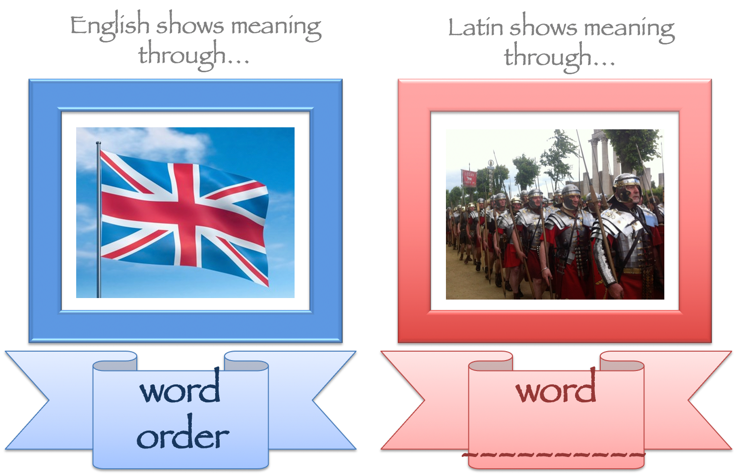 English shows meaning
through...
Latin shows meaning
through...
word
order
word
~~~~~~~~~~